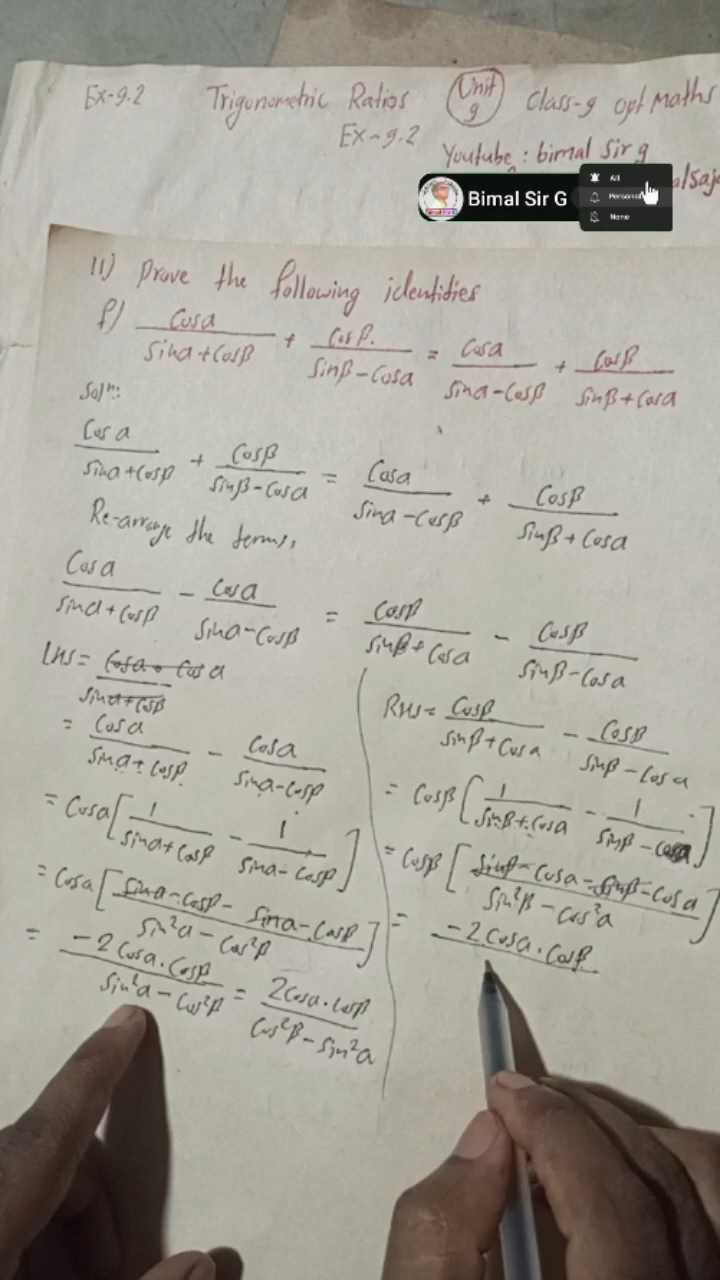 Ex-9.2 Trigonometric Ratios Unit 9 Class-9 opt Maths
Ex-9.2
Youtube : bimal Sir g
Bimal Sir G
All
None
11) Prove the following identities
f) Cosα/(Sinα+Cosβ) + Cosβ/(Sinβ-Cosα) = Cosα/(Sinα-Cosβ) + Cosβ/(Sinβ+Cosα)
Soln:
Cosα/(Sinα+Cosβ) + Cosβ/(Sinβ-Cosα) = Cosα/(Sinα-Cosβ) + Cosβ/(Sinβ+Cosα)
Re-arrange the terms,
Cosα/(Sinα+Cosβ) - Cosα/(Sinα-Cosβ) = Cosβ/(Sinβ+Cosα) - Cosβ/(Sinβ-Cosα)
LHS =
= Cosα/(Sinα+Cosβ) - Cosα/(Sinα-Cosβ)
= Cosα[1/(Sinα+Cosβ) - 1/(Sinα-Cosβ)]
= Cosα[(Sinα-Cosβ-Sinα-Cosβ)/(Sin²α-Cos²β)]
= -2Cosα.Cosβ/(Sin²α-Cos²β) = 2Cosα.Cosβ/(Cos²β-Sin²α)
RHS = Cosβ/(Sinβ+Cosα) - Cosβ/(Sinβ-Cosα)
= Cosβ[1/(Sinβ+Cosα) - 1/(Sinβ-Cosα)]
= Cosβ[(Sinβ-Cosα-Sinβ-Cosα)/(Sin²β-Cos²α)]
= -2Cosα.Cosβ